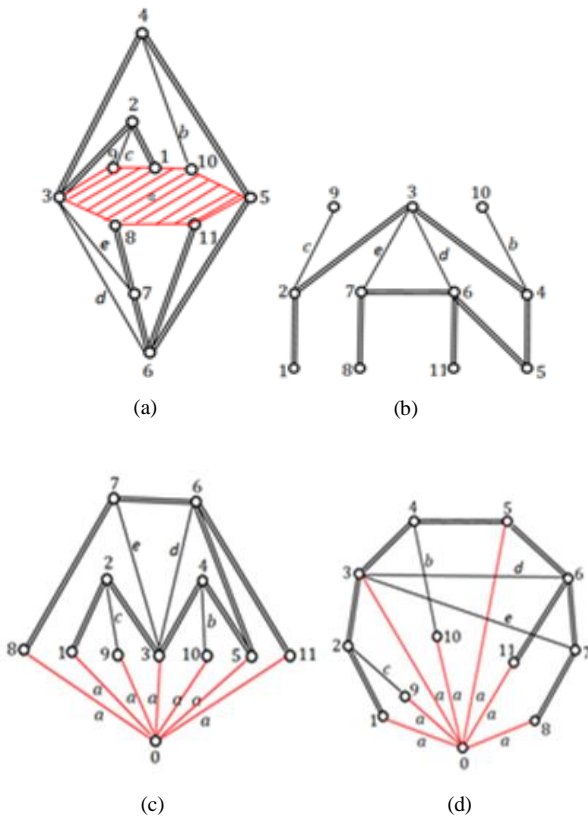 4
2
b
9 c 1 10
3 a 5
8 11
e
d 7
6
(a)
9 3 10
c e d b
2 7 6 4
1 8 11 5
(b)
7 6
e d
2 4
c b
8 1 9 3 10 5 11
a a a a a a
a a
0
(c)
4 5
b
3 d 6
e
2 10 a 11 7
c 9
1 a a a a 8
a a
0
(d)